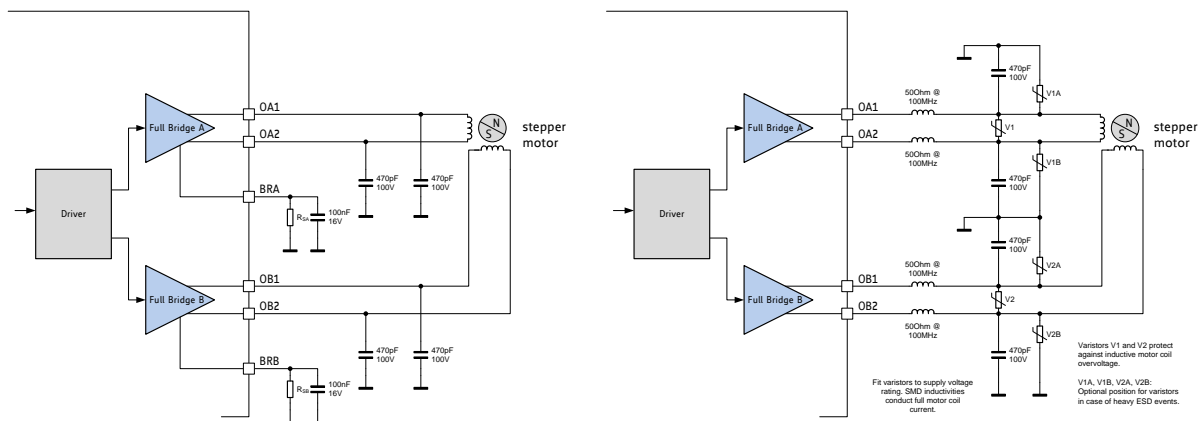 OA1
Full Bridge A
OA2
N
S
stepper
motor
470pF
100V
470pF
100V
BRA
Driver
RSA
100nF
16V
OB1
Full Bridge B
OB2
470pF
100V
470pF
100V
BRB
RSB
100nF
16V
470pF
100V
V1A
50Ohm @
100MHz
OA1
Full Bridge A
V1
OA2
N
S
stepper
motor
50Ohm @
100MHz
V1B
470pF
100V
Driver
470pF
100V
V2A
50Ohm @
100MHz
OB1
Full Bridge B
V2
OB2
50Ohm @
100MHz
V2B
470pF
100V
Varistors V1 and V2 protect
against inductive motor coil
overvoltage.
V1A, V1B, V2A, V2B:
Optional position for varistors
in case of heavy ESD events.
Fit varistors to supply voltage
rating. SMD inductivities
conduct full motor coil
current.